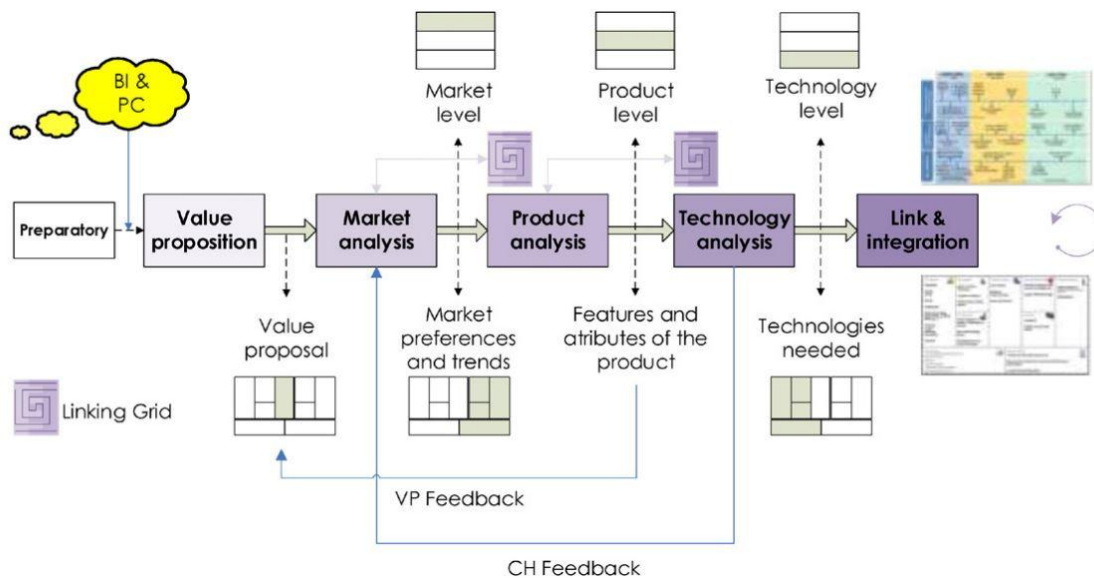 BI &
PC
Market
level
Product
level
Technology
level
Preparatory
Value
proposition
Market
analysis
Product
analysis
Technology
analysis
Link &
integration
Value
proposal
Market
preferences
and trends
Features and
atributes of the
product
Technologies
needed
Linking Grid
VP Feedback
CH Feedback